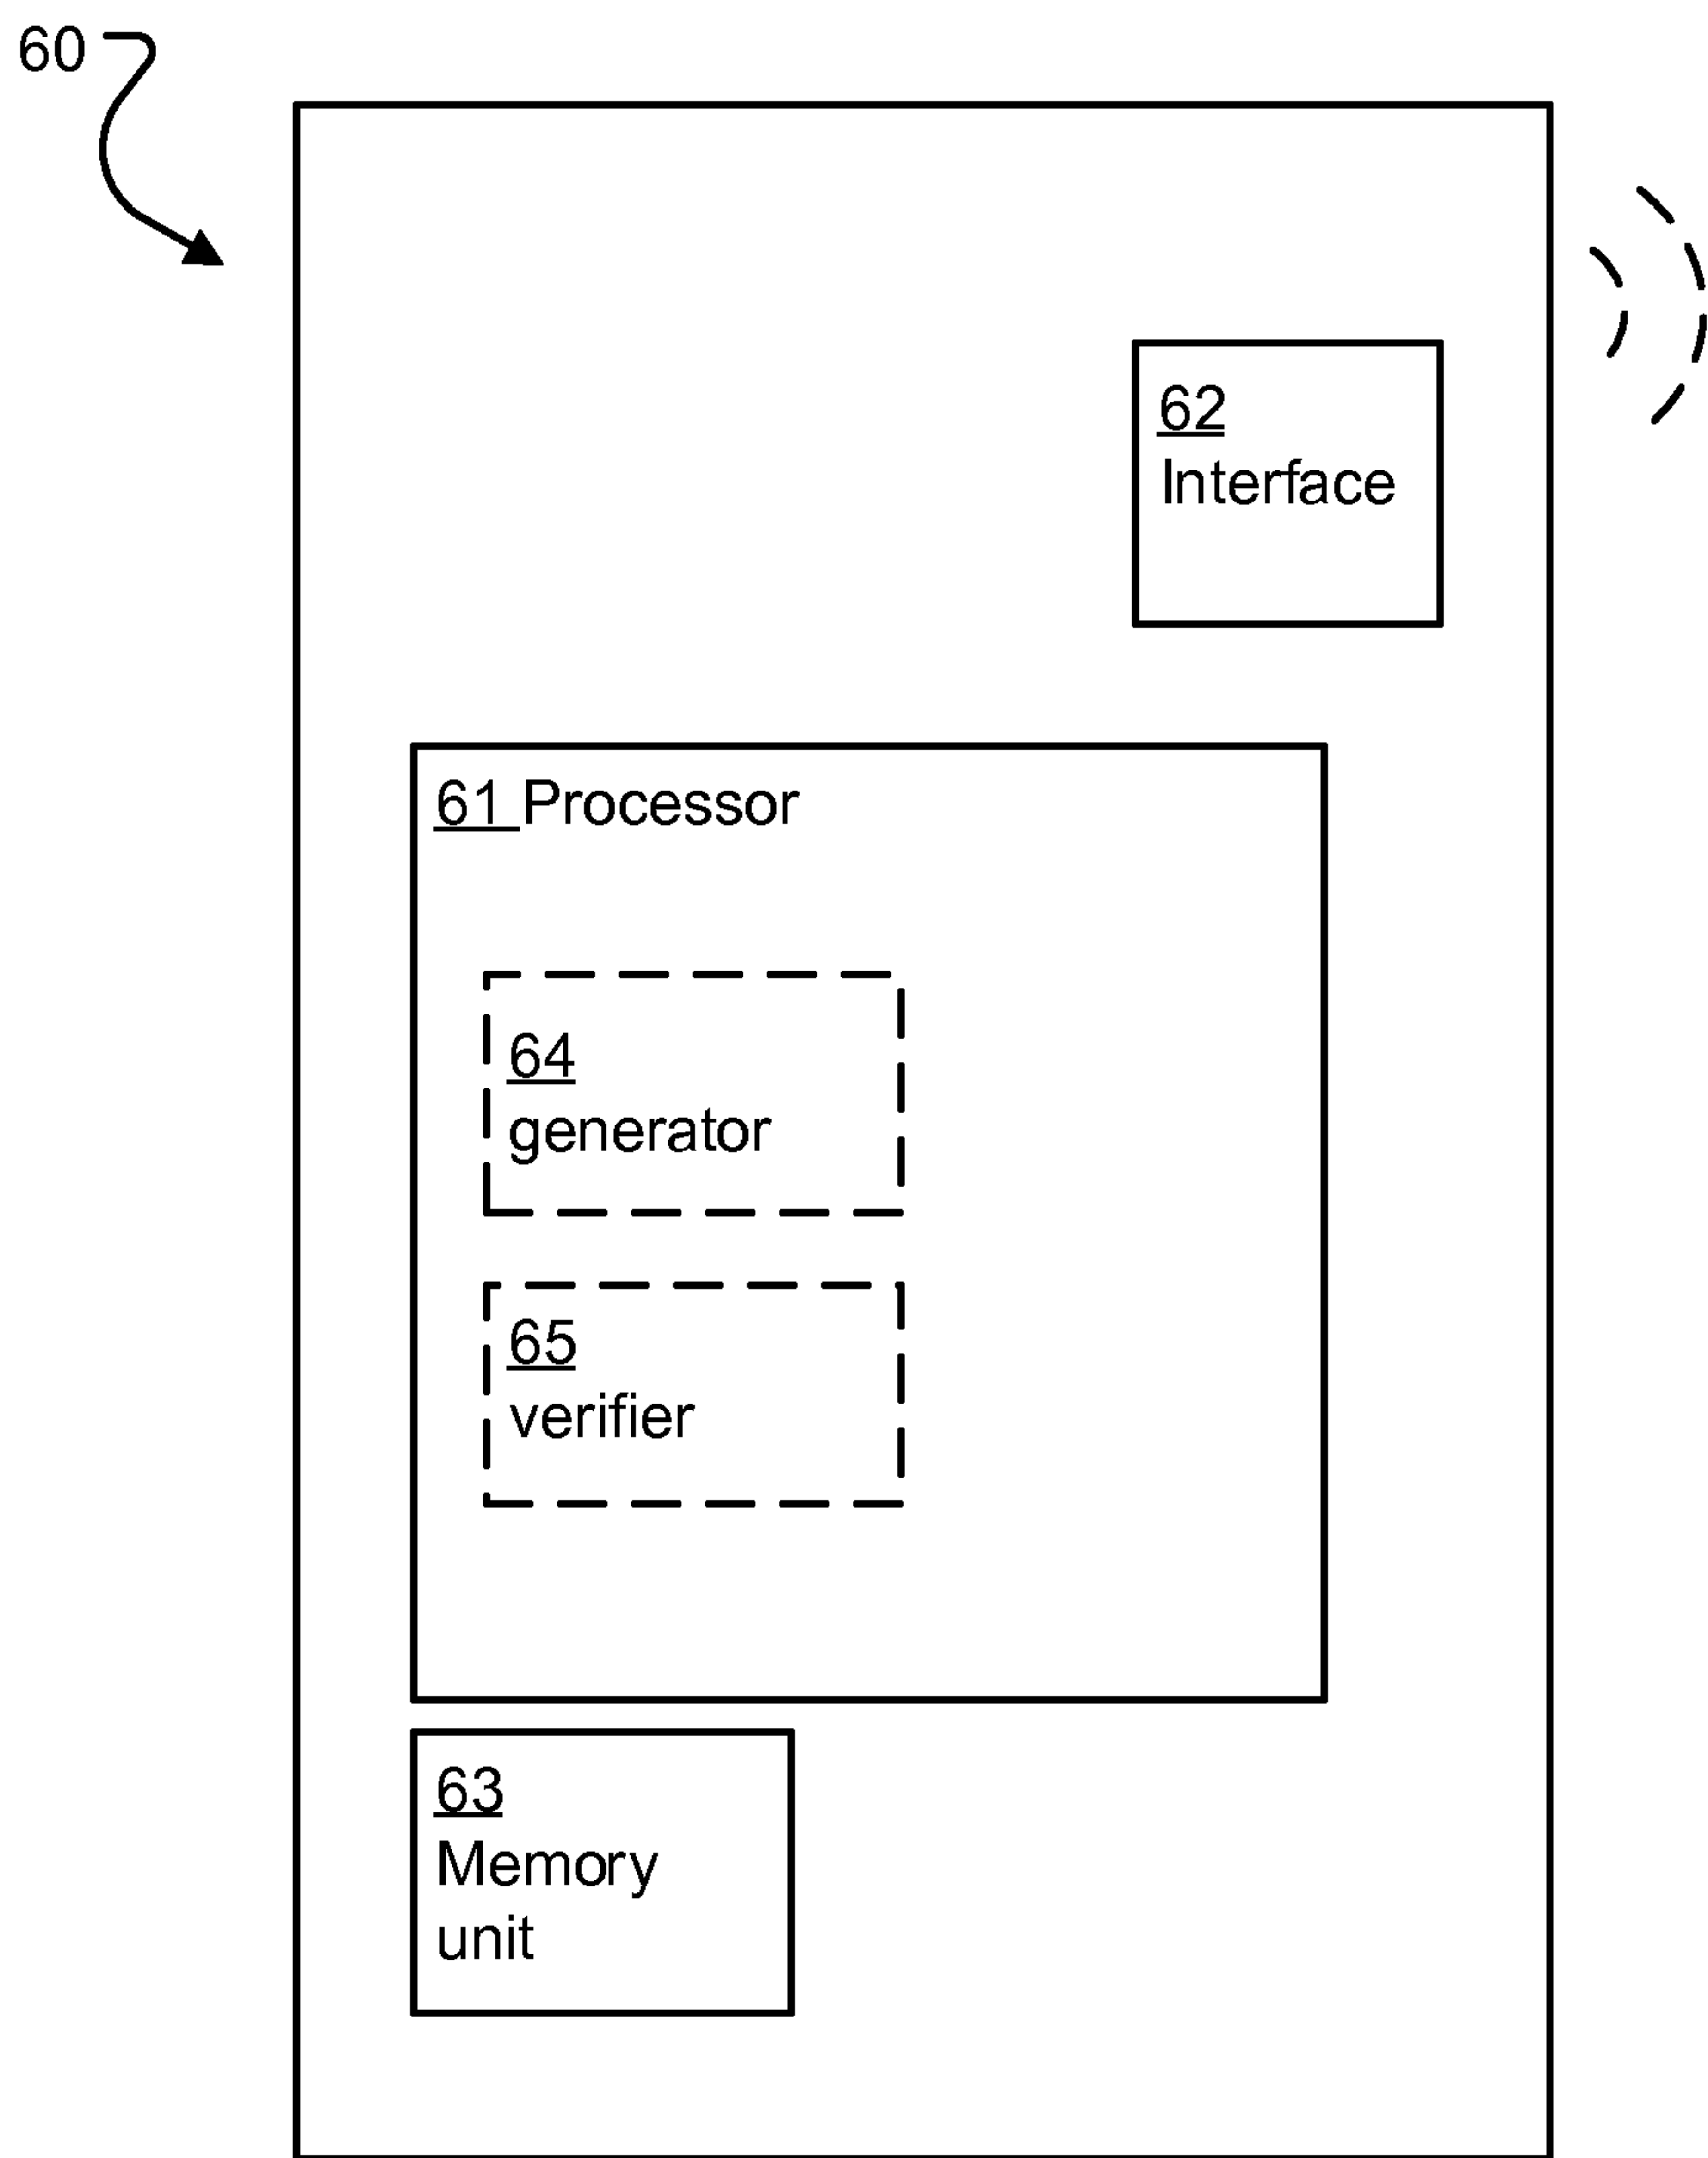 60
62
Interface
61 Processor
64
generator
65
verifier
63
Memory
unit